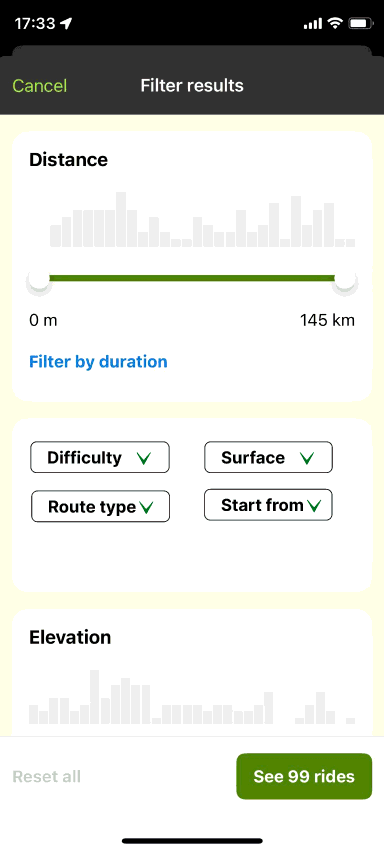 17:33
Cancel
Filter results
Distance
0 m
145 km
Filter by duration
Difficulty
Surface
Route type
Start from
Elevation
Reset all
See 99 rides